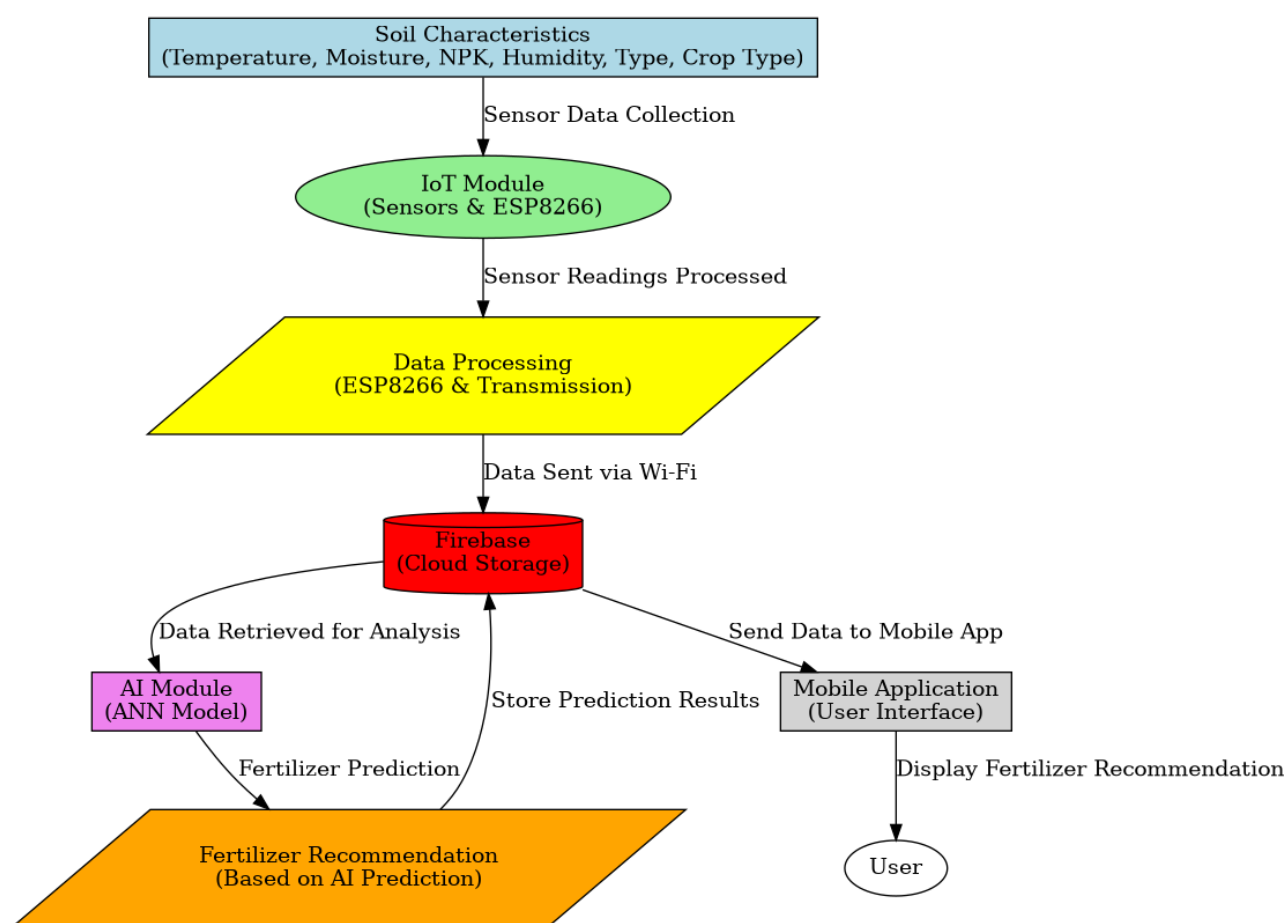 Soil Characteristics
(Temperature, Moisture, NPK, Humidity, Type, Crop Type)
Sensor Data Collection
IoT Module
(Sensors & ESP8266)
Sensor Readings Processed
Data Processing
(ESP8266 & Transmission)
Data Sent via Wi-Fi
Firebase
(Cloud Storage)
Data Retrieved for Analysis
Send Data to Mobile App
AI Module
(ANN Model)
Store Prediction Results
Mobile Application
(User Interface)
Fertilizer Prediction
Display Fertilizer Recommendation
Fertilizer Recommendation
(Based on AI Prediction)
User